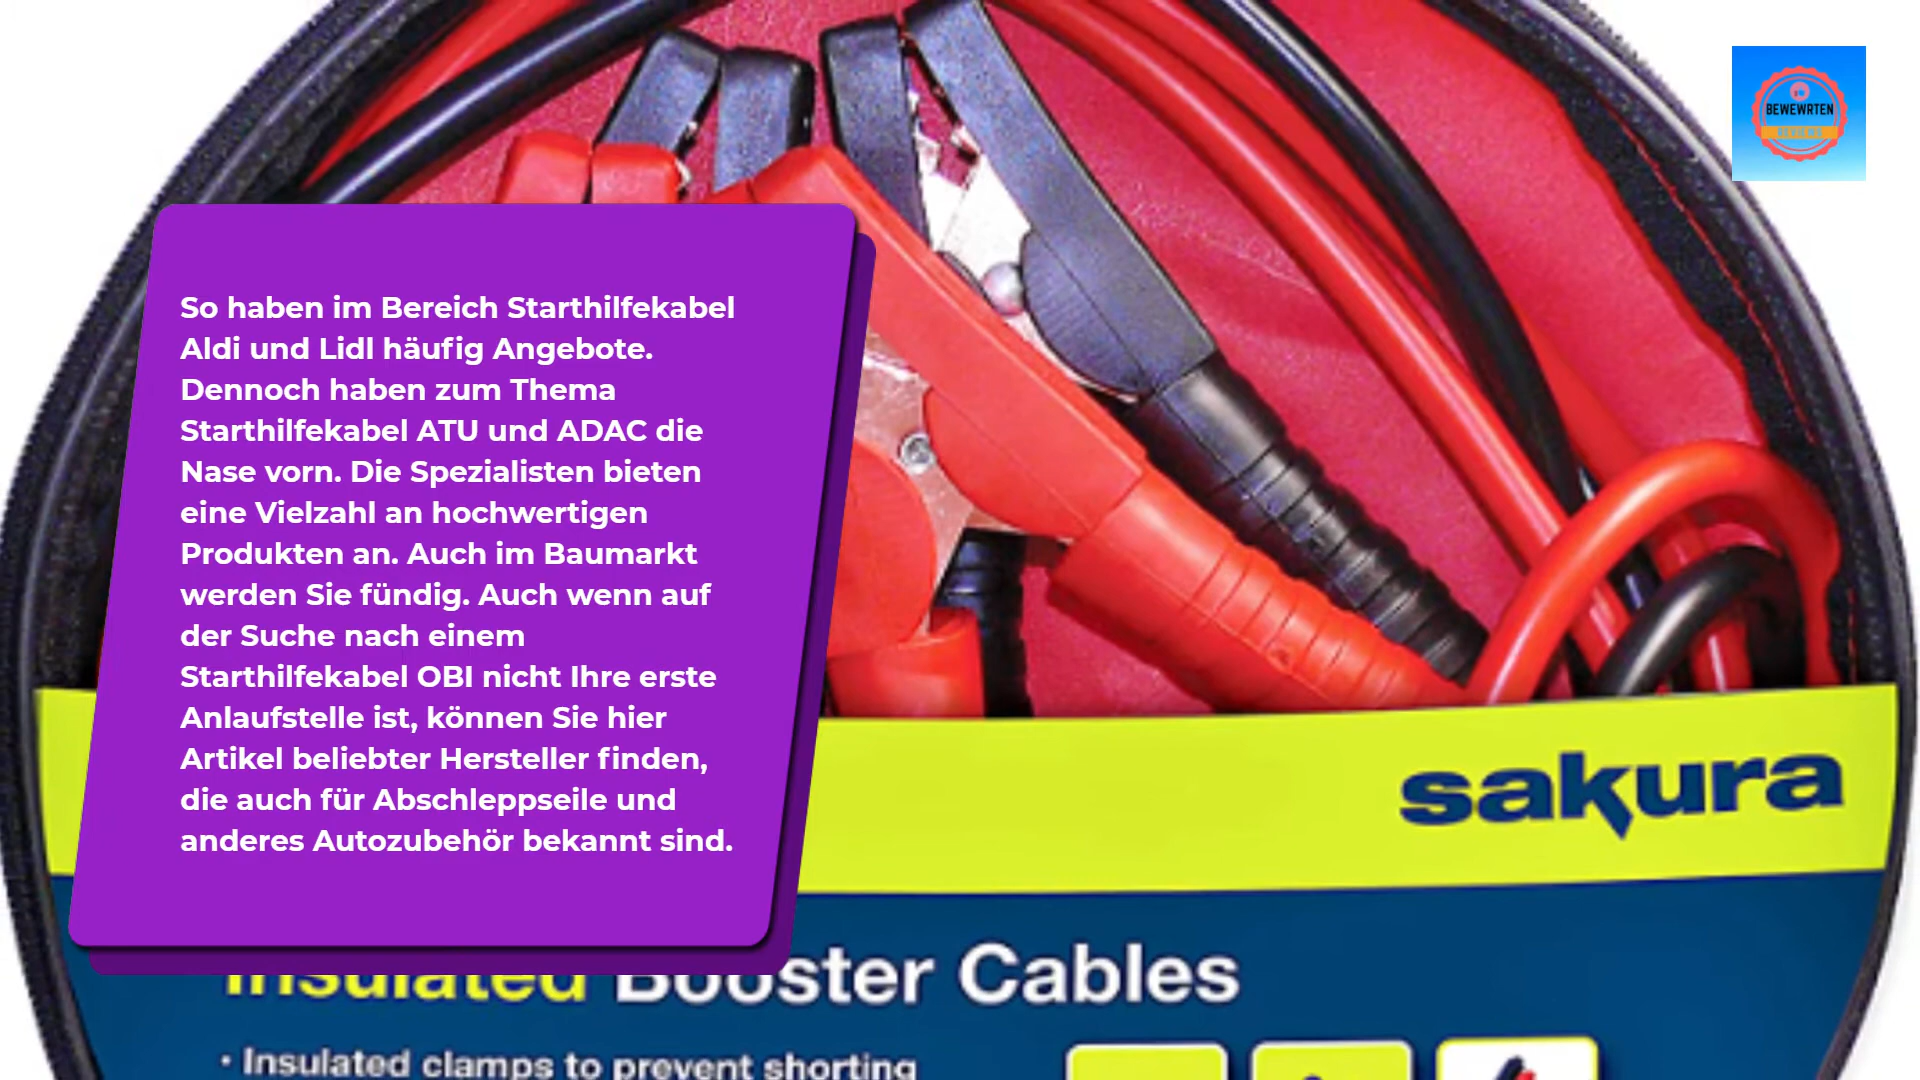 BEWEWRTEN
So haben im Bereich Starthilfekabel
Aldi und Lidl häufig Angebote.
Dennoch haben zum Thema
Starthilfekabel ATU und ADAC die
Nase vorn. Die Spezialisten bieten
eine Vielzahl an hochwertigen
Produkten an. Auch im Baumarkt
werden Sie fündig. Auch wenn auf
der Suche nach einem
Starthilfekabel OBI nicht Ihre erste
Anlaufstelle ist, können Sie hier
Artikel beliebter Hersteller finden,
die auch für Abschleppseile und
anderes Autozubehör bekannt sind.
sakura
Insulated Booster Cables
• Insulated clamps to prevent shorting